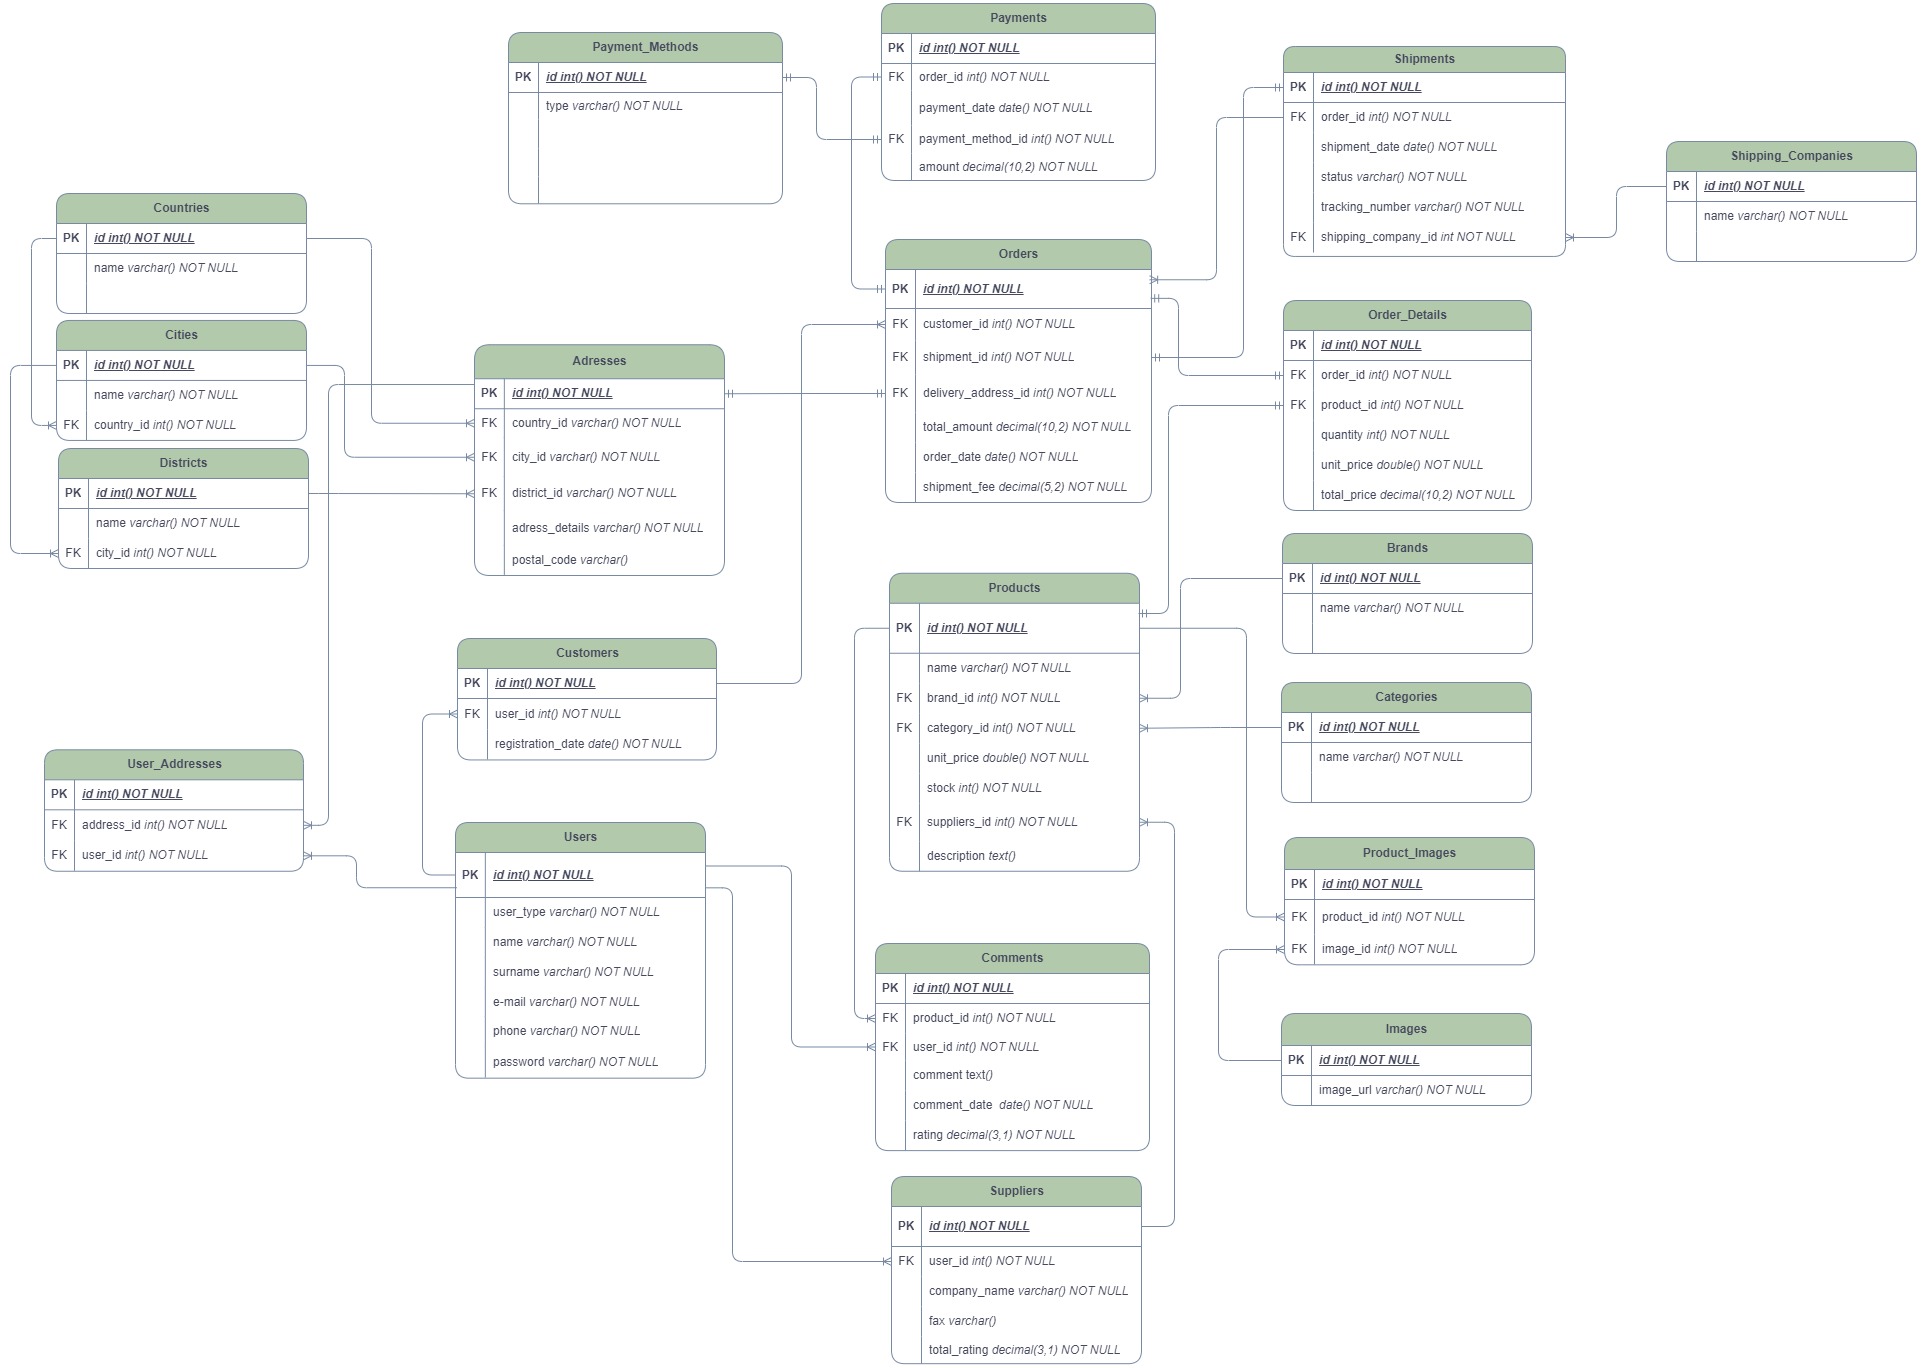 Payment_Methods
PK id int() NOT NULL
type varchar() NOT NULL
Payments
PK id int() NOT NULL
FK order_id int() NOT NULL
payment_date date() NOT NULL
FK payment_method_id int() NOT NULL
amount decimal(10,2) NOT NULL
Shipments
PK id int() NOT NULL
FK order_id int() NOT NULL
shipment_date date() NOT NULL
status varchar() NOT NULL
tracking_number varchar() NOT NULL
FK shipping_company_id int NOT NULL
Shipping_Companies
PK id int() NOT NULL
name varchar() NOT NULL
Countries
PK id int() NOT NULL
name varchar() NOT NULL
Cities
PK id int() NOT NULL
name varchar() NOT NULL
FK country_id int() NOT NULL
Districts
PK id int() NOT NULL
name varchar() NOT NULL
FK city_id int() NOT NULL
Adresses
PK id int() NOT NULL
FK country_id varchar() NOT NULL
FK city_id varchar() NOT NULL
FK district_id varchar() NOT NULL
adress_details varchar() NOT NULL
postal_code varchar()
Orders
PK id int() NOT NULL
FK customer_id int() NOT NULL
FK shipment_id int() NOT NULL
FK delivery_address_id int() NOT NULL
total_amount decimal(10,2) NOT NULL
order_date date() NOT NULL
shipment_fee decimal(5,2) NOT NULL
Order_Details
PK id int() NOT NULL
FK order_id int() NOT NULL
FK product_id int() NOT NULL
quantity int() NOT NULL
unit_price double() NOT NULL
total_price decimal(10,2) NOT NULL
Brands
PK id int() NOT NULL
name varchar() NOT NULL
Products
PK id int() NOT NULL
name varchar() NOT NULL
FK brand_id int() NOT NULL
FK category_id int() NOT NULL
unit_price double() NOT NULL
stock int() NOT NULL
FK suppliers_id int() NOT NULL
description text()
Customers
PK id int() NOT NULL
FK user_id int() NOT NULL
registration_date date() NOT NULL
Categories
PK id int() NOT NULL
name varchar() NOT NULL
User_Addresses
PK id int() NOT NULL
FK address_id int() NOT NULL
FK user_id int() NOT NULL
Users
PK id int() NOT NULL
user_type varchar() NOT NULL
name varchar() NOT NULL
surname varchar() NOT NULL
e-mail varchar() NOT NULL
phone varchar() NOT NULL
password varchar() NOT NULL
Product_Images
PK id int() NOT NULL
FK product_id int() NOT NULL
FK image_id int() NOT NULL
Comments
PK id int() NOT NULL
FK product_id int() NOT NULL
FK user_id int() NOT NULL
comment text()
comment_date date() NOT NULL
rating decimal(3,1) NOT NULL
Images
PK id int() NOT NULL
image_url varchar() NOT NULL
Suppliers
PK id int() NOT NULL
FK user_id int() NOT NULL
company_name varchar() NOT NULL
fax varchar()
total_rating decimal(3,1) NOT NULL